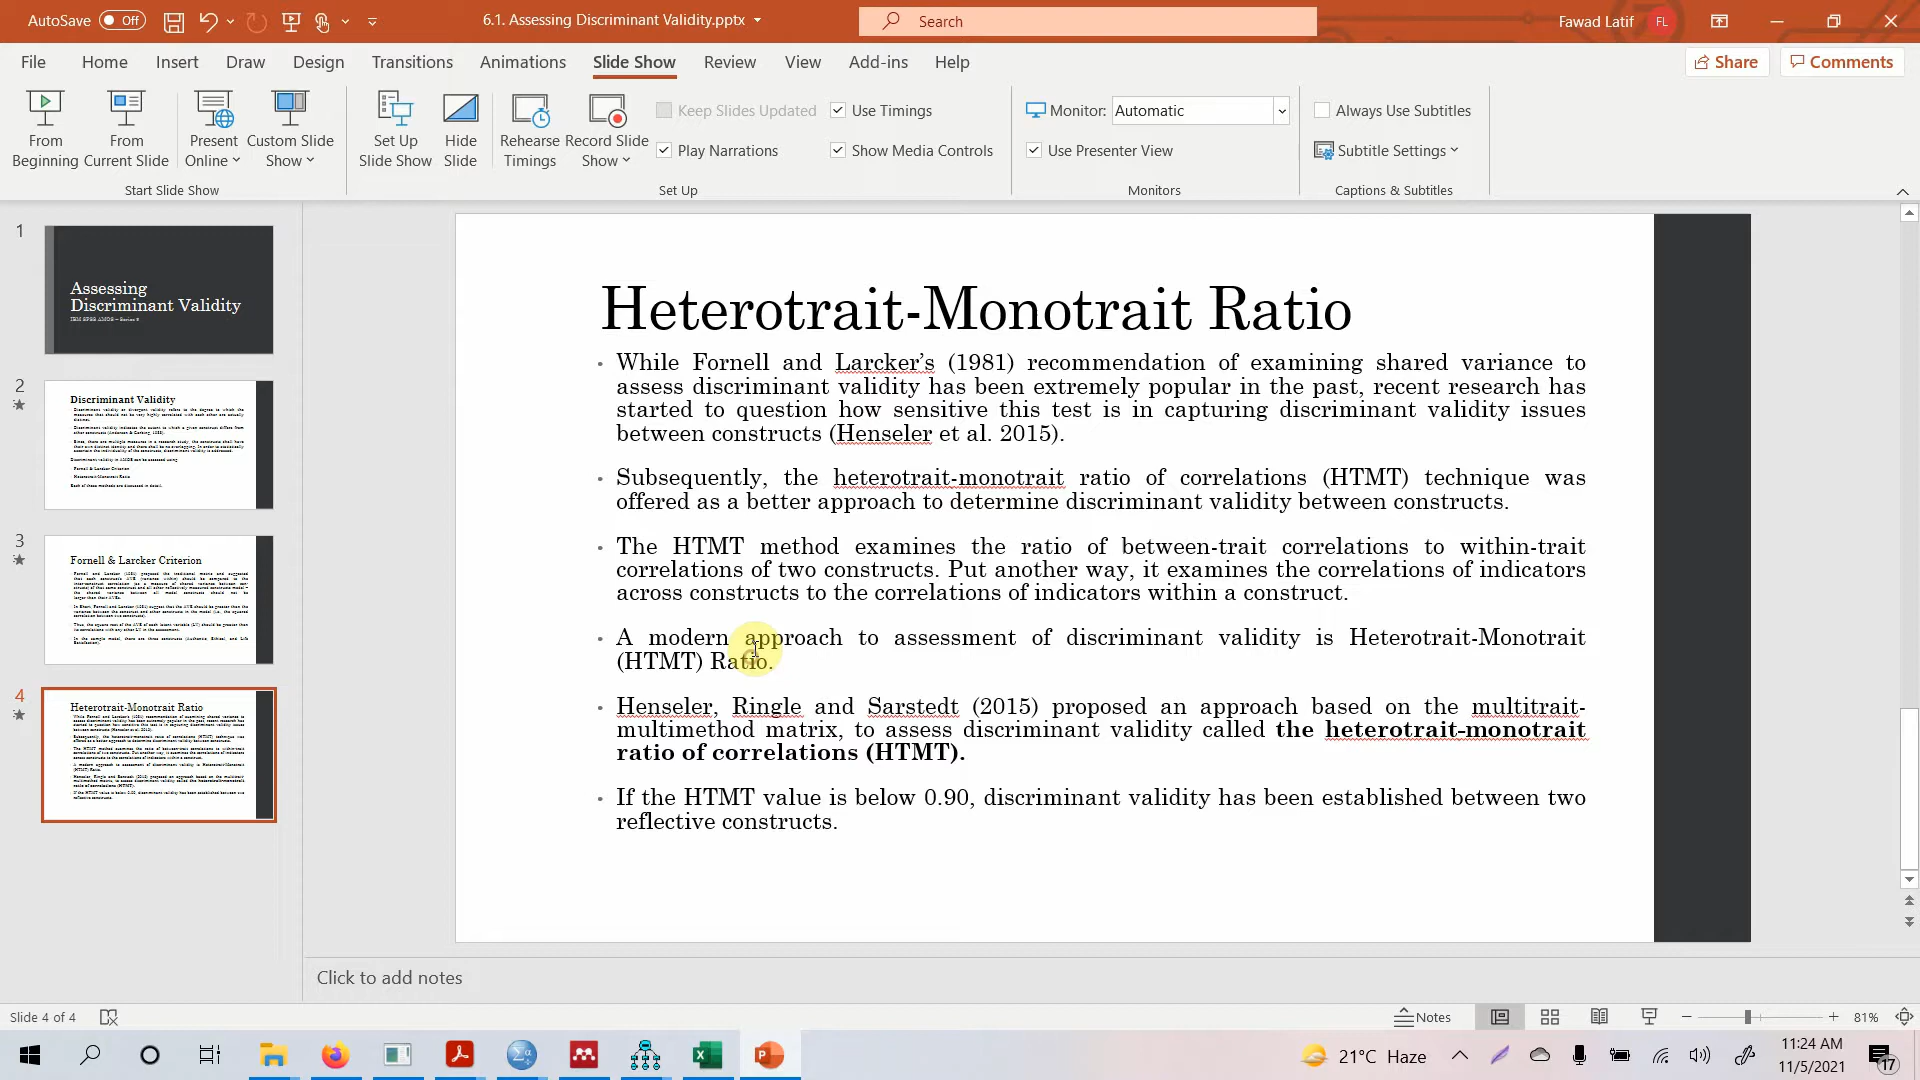 AutoSave Off
6.1. Assessing Discriminant Validity.pptx
Search
Fawad Latif FL
File Home Insert Draw Design Transitions Animations Slide Show Review View Add-ins Help
Share Comments
From Beginning
From Current Slide
Present Online
Custom Slide Show
Start Slide Show
Set Up Slide Show
Hide Slide
Rehearse Timings
Record Slide Show
Keep Slides Updated
Play Narrations
Use Timings
Show Media Controls
Set Up
Monitor: Automatic
Use Presenter View
Monitors
Always Use Subtitles
Subtitle Settings
Captions & Subtitles
1
Assessing
Discriminant Validity
2
Discriminant Validity
3
Fornell & Larcker Criterion
4
Heterotrait-Monotrait Ratio
Heterotrait-Monotrait Ratio
While Fornell and Larcker’s (1981) recommendation of examining shared variance to
assess discriminant validity has been extremely popular in the past, recent research has
started to question how sensitive this test is in capturing discriminant validity issues
between constructs (Henseler et al. 2015).
Subsequently, the heterotrait-monotrait ratio of correlations (HTMT) technique was
offered as a better approach to determine discriminant validity between constructs.
The HTMT method examines the ratio of between-trait correlations to within-trait
correlations of two constructs. Put another way, it examines the correlations of indicators
across constructs to the correlations of indicators within a construct.
A modern approach to assessment of discriminant validity is Heterotrait-Monotrait
(HTMT) Ratio.
Henseler, Ringle and Sarstedt (2015) proposed an approach based on the multitrait-
multimethod matrix, to assess discriminant validity called the heterotrait-monotrait
ratio of correlations (HTMT).
If the HTMT value is below 0.90, discriminant validity has been established between two
reflective constructs.
Click to add notes
Slide 4 of 4
Notes
81%
21°C Haze
11:24 AM
11/5/2021
17